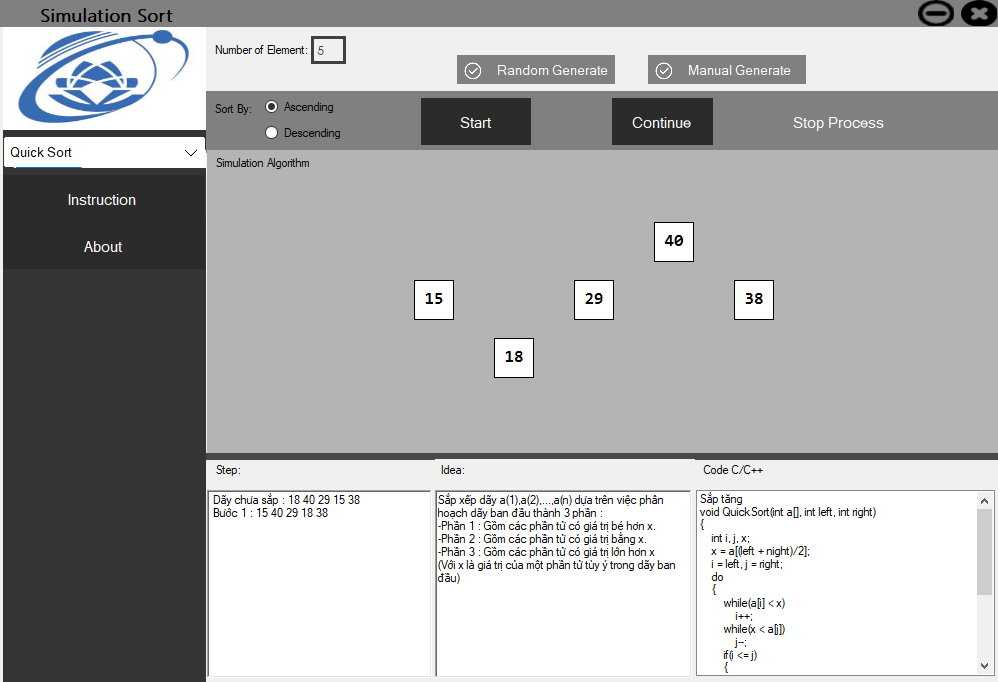 Simulation Sort
Number of Element: 5
Random Generate
Manual Generate
Sort By:
Ascending
Descending
Start
Continue
Stop Process
Quick Sort
Instruction
About
Simulation Algorithm
40
15
29
38
18
Step:
Dãy chưa sắp : 18 40 29 15 38
Bước 1 : 15 40 29 18 38
Idea:
Sắp xếp dãy a(1),a(2),...,a(n) dựa trên việc phân
hoạch dãy ban đầu thành 3 phần :
-Phần 1 : Gồm các phần tử có giá trị bé hơn x.
-Phần 2 : Gồm các phần tử có giá trị bằng x.
-Phần 3 : Gồm các phần tử có giá trị lớn hơn x
(Với x là giá trị của một phần tử tùy ý trong dãy ban
đầu)
Code C/C++
Sắp tăng
void QuickSort(int a[], int left, int right)
{
int i, j, x;
x = a[(left + right)/2];
i = left, j = right;
do
{
while(a[i] < x)
i++;
while(x < a[j])
j--;
if(i <= j)
{